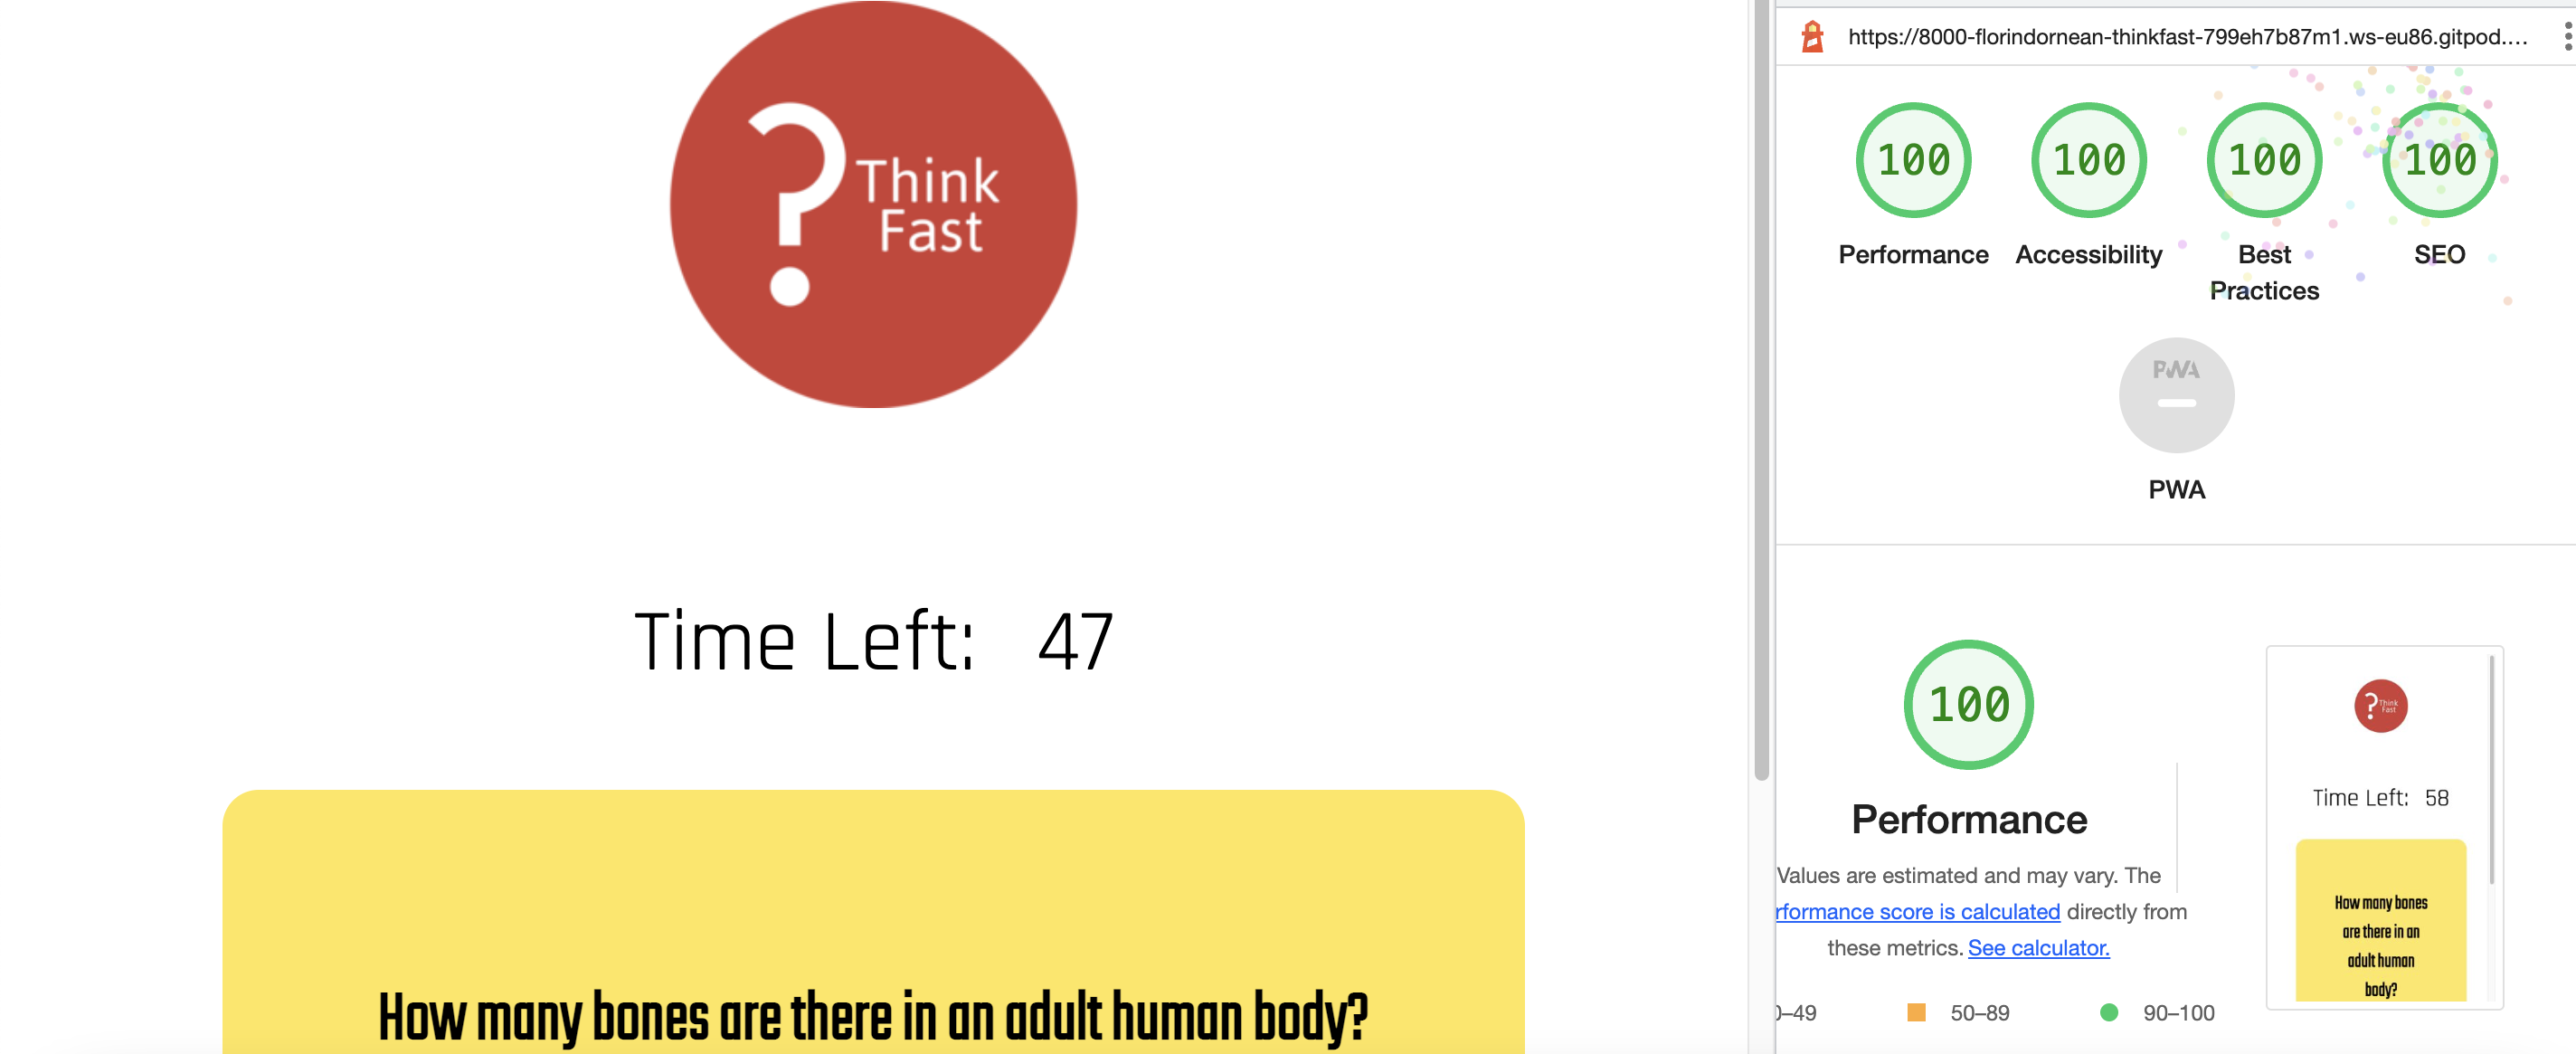 ?
Think
Fast
Time Left: 47
How many bones are there in an adult human body?
https://8000-florindornean-thinkfast-799eh7b87m1.ws-eu86.gitpod....
100
100
100
100
Performance
Accessibility
Best
Practices
SEO
PWA
PWA
100
Performance
Values are estimated and may vary. The
rformance score is calculated directly from
these metrics. See calculator.
0–49
50–89
90–100
?
Think
Fast
Time Left: 58
How many bones
are there in an
adult human
body?